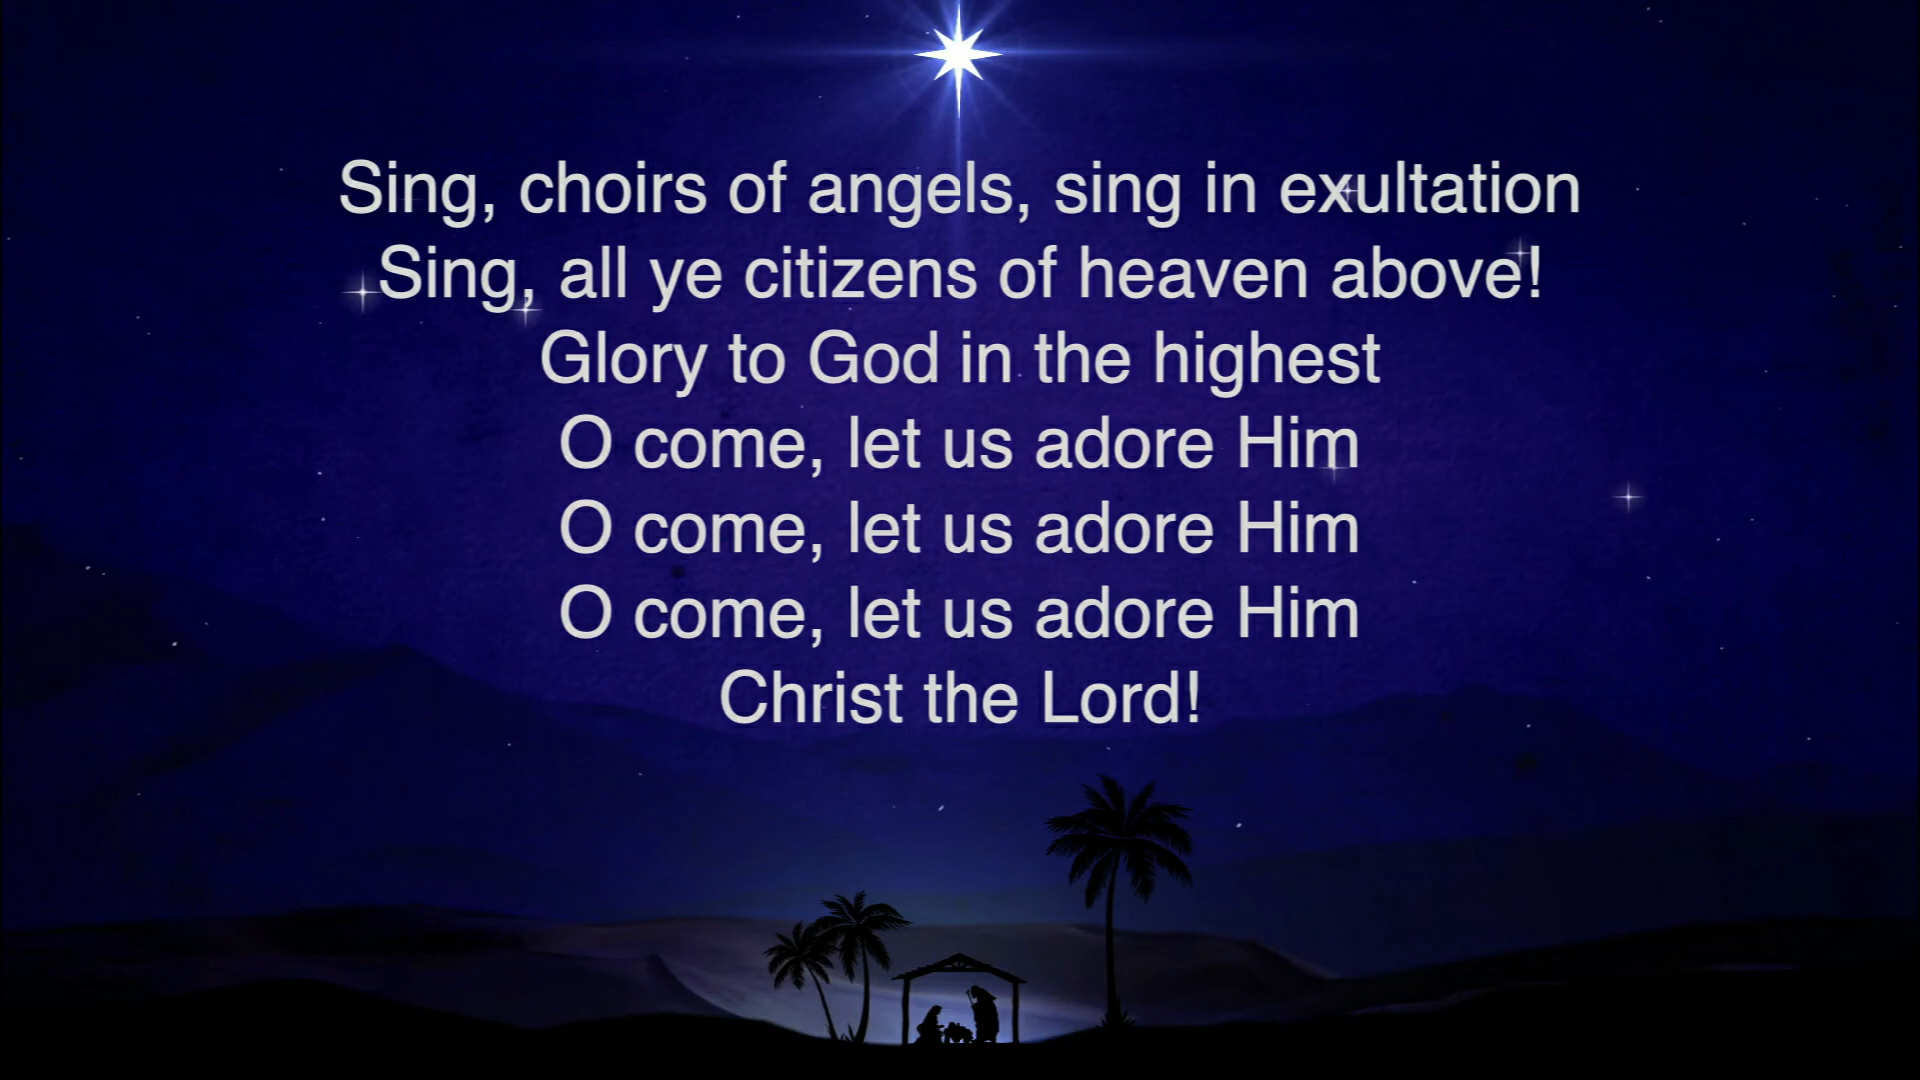 Sing, choirs of angels, sing in exultation
Sing, all ye citizens of heaven above!
Glory to God in the highest
O come, let us adore Him
O come, let us adore Him
O come, let us adore Him
Christ the Lord!